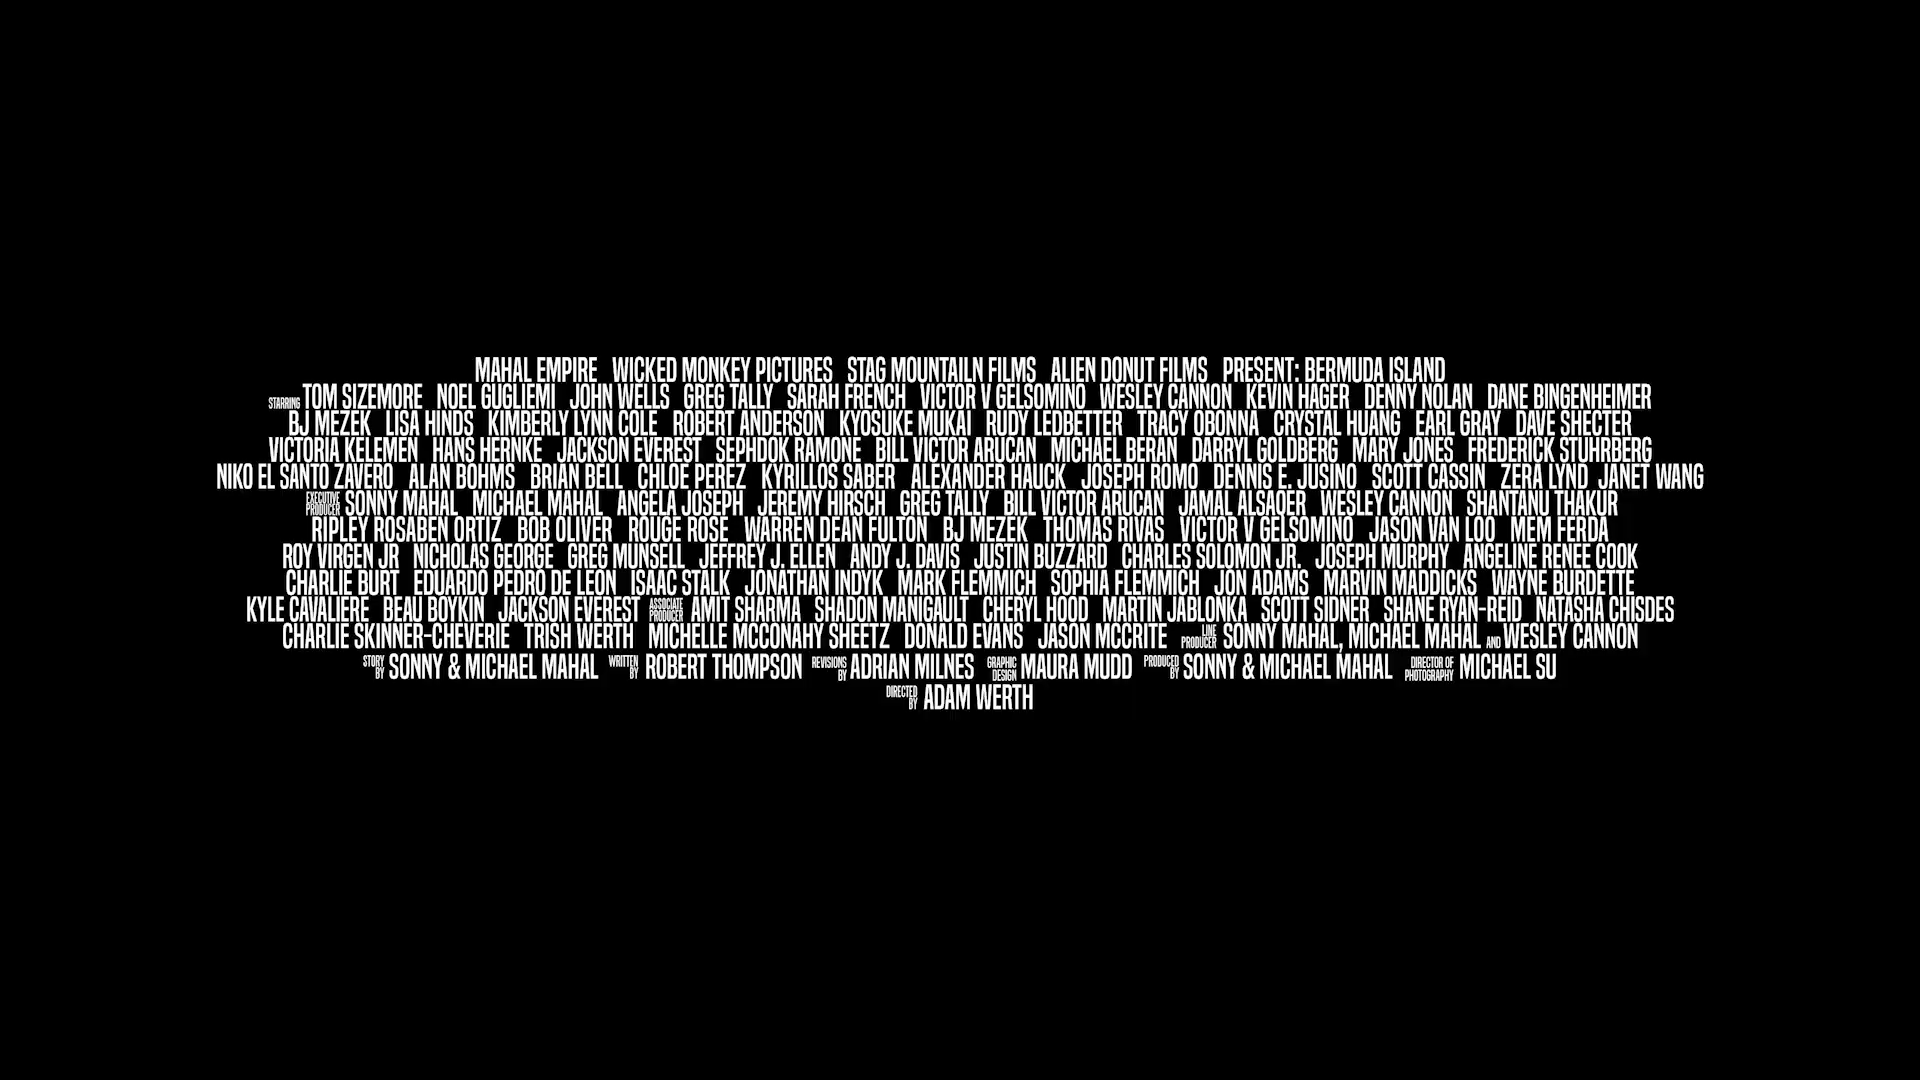 MAHAL EMPIRE WICKED MONKEY PICTURES STAG MOUNTAILN FILMS ALIEN DONUT FILMS PRESENT: BERMUDA ISLAND
STARRING TOM SIZEMORE NOEL GUGLIEMI JOHN WELLS GREG TALLY SARAH FRENCH VICTOR V GELSOMINO WESLEY CANNON KEVIN HAGER DENNY NOLAN DANE BINGENHEIMER
BJ MEZEK LISA HINDS KIMBERLY LYNN COLE ROBERT ANDERSON KYOSUKE MUKAI RUDY LEDBETTER TRACY OBONNA CRYSTAL HUANG EARL GRAY DAVE SHECTER
VICTORIA KELEMEN HANS HERNKE JACKSON EVEREST SEPHDOK RAMONE BILL VICTOR ARUCAN MICHAEL BERAN DARRYL GOLDBERG MARY JONES FREDERICK STUHRBERG
NIKO EL SANTO ZAVERO ALAN BOHMS BRIAN BELL CHLOE PEREZ KYRILLOS SABER ALEXANDER HAUCK JOSEPH ROMO DENNIS E. JUSINO SCOTT CASSIN ZERA LYND JANET WANG
EXECUTIVE PRODUCER SONNY MAHAL MICHAEL MAHAL ANGELA JOSEPH JEREMY HIRSCH GREG TALLY BILL VICTOR ARUCAN JAMAL ALSAQER WESLEY CANNON SHANTANU THAKUR
RIPLEY ROSABEN ORTIZ BOB OLIVER ROUGE ROSE WARREN DEAN FULTON BJ MEZEK THOMAS RIVAS VICTOR V GELSOMINO JASON VAN LOO MEM FERDA
ROY VIRGEN JR NICHOLAS GEORGE GREG MUNSELL JEFFREY J. ELLEN ANDY J. DAVIS JUSTIN BUZZARD CHARLES SOLOMON JR. JOSEPH MURPHY ANGELINE RENEE COOK
CHARLIE BURT EDUARDO PEDRO DE LEON ISAAC STALK JONATHAN INDYK MARK FLEMMICH SOPHIA FLEMMICH JON ADAMS MARVIN MADDICKS WAYNE BURDETTE
KYLE CAVALIERE BEAU BOYKIN JACKSON EVEREST ASSOCIATE PRODUCER AMIT SHARMA SHADON MANIGAULT CHERYL HOOD MARTIN JABLONKA SCOTT SIDNER SHANE RYAN-REID NATASHA CHISDES
CHARLIE SKINNER-CHEVERIE TRISH WERTH MICHELLE MCCONAHY SHEETZ DONALD EVANS JASON MCCRITE LINE PRODUCER SONNY MAHAL, MICHAEL MAHAL AND WESLEY CANNON
STORY BY SONNY & MICHAEL MAHAL WRITTEN BY ROBERT THOMPSON REVISIONS BY ADRIAN MILNES GRAPHIC DESIGN MAURA MUDD PRODUCED BY SONNY & MICHAEL MAHAL DIRECTOR OF PHOTOGRAPHY MICHAEL SU
DIRECTED BY ADAM WERTH